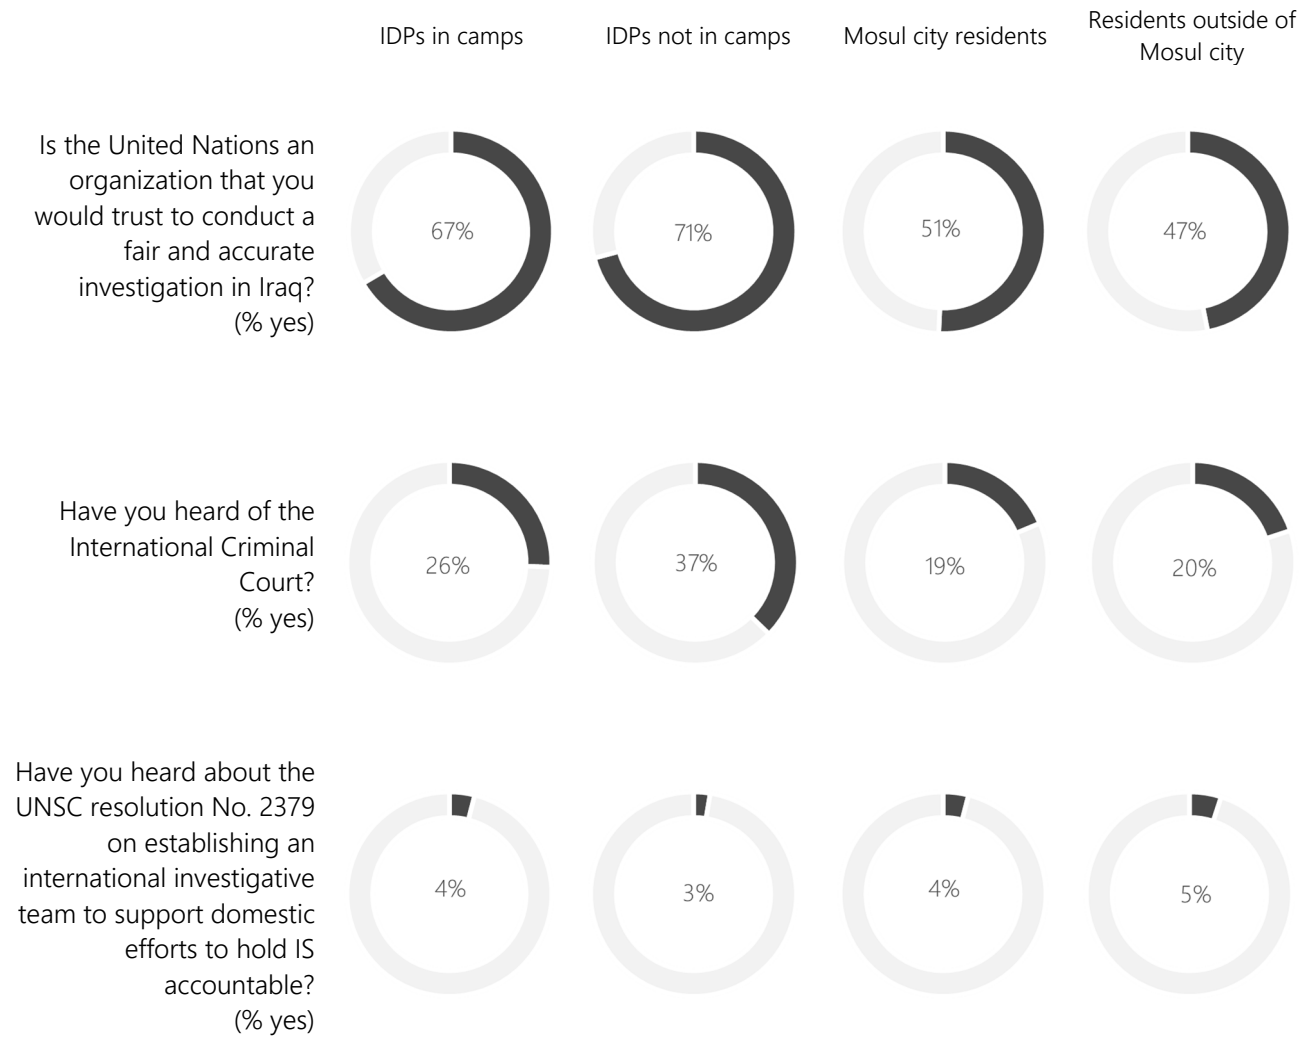 IDPs in camps
IDPs not in camps
Mosul city residents
Residents outside of
Mosul city
Is the United Nations an
organization that you
would trust to conduct a
fair and accurate
investigation in Iraq?
(% yes)
67%
71%
51%
47%
Have you heard of the
International Criminal
Court?
(% yes)
26%
37%
19%
20%
Have you heard about the
UNSC resolution No. 2379
on establishing an
international investigative
team to support domestic
efforts to hold IS
accountable?
(% yes)
4%
3%
4%
5%